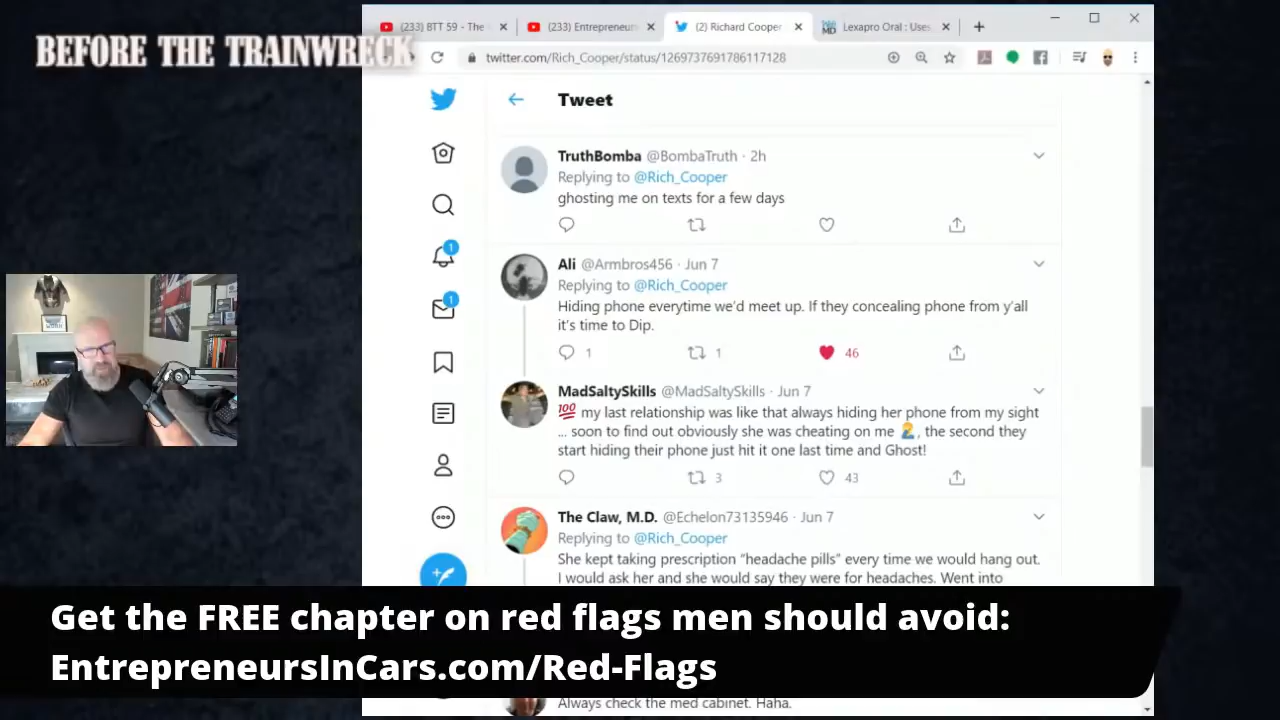 BEFORE THE TRAINWRECK
(233) BTT 59 - The
(233) Entrepreneurs
(2) Richard Cooper
Lexapro Oral : Uses
twitter.com/Rich_Cooper/status/1269737691786117128
Tweet
TruthBomba @BombaTruth · 2h
Replying to @Rich_Cooper
ghosting me on texts for a few days
1
Ali @Armbros456 · Jun 7
Replying to @Rich_Cooper
Hiding phone everytime we'd meet up. If they concealing phone from y'all
it's time to Dip.
1
1 1 46
MadSaltySkills @MadSaltySkills · Jun 7
💯 my last relationship was like that always hiding her phone from my sight
... soon to find out obviously she was cheating on me 🤦‍♂️, the second they
start hiding their phone just hit it one last time and Ghost!
3 43
The Claw, M.D. @Echelon73135946 · Jun 7
Replying to @Rich_Cooper
She kept taking prescription "headache pills" every time we would hang out.
I would ask her and she would say they were for headaches. Went into
Get the FREE chapter on red flags men should avoid:
EntrepreneursInCars.com/Red-Flags
Always check the med cabinet. Haha.